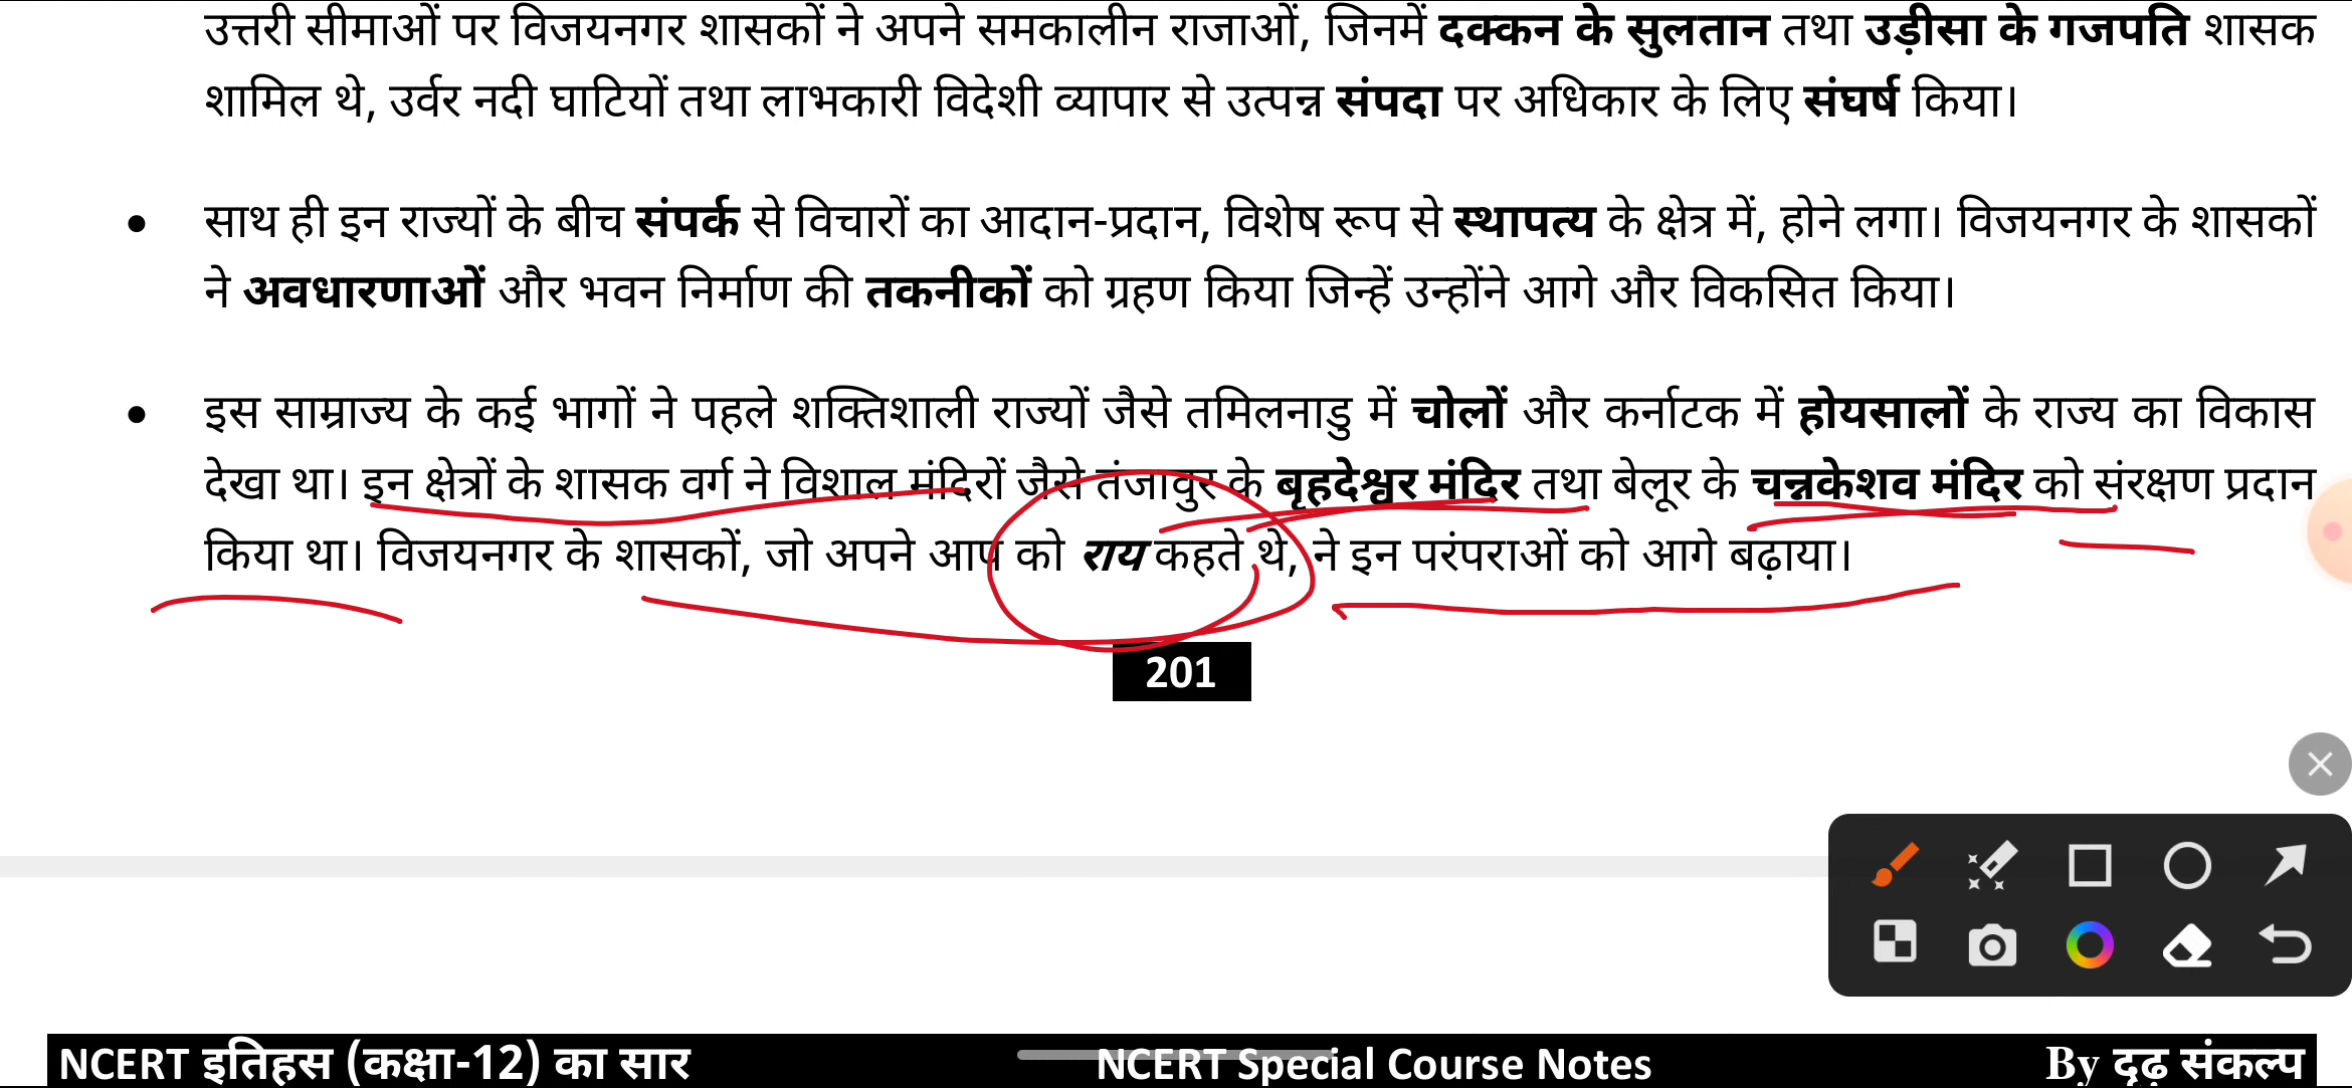 उत्तरी सीमाओं पर विजयनगर शासकों ने अपने समकालीन राजाओं, जिनमें दक्कन के सुलतान तथा उड़ीसा के गजपति शासक
शामिल थे, उर्वर नदी घाटियों तथा लाभकारी विदेशी व्यापार से उत्पन्न संपदा पर अधिकार के लिए संघर्ष किया।
• साथ ही इन राज्यों के बीच संपर्क से विचारों का आदान-प्रदान, विशेष रूप से स्थापत्य के क्षेत्र में, होने लगा। विजयनगर के शासकों
ने अवधारणाओं और भवन निर्माण की तकनीकों को ग्रहण किया जिन्हें उन्होंने आगे और विकसित किया।
• इस साम्राज्य के कई भागों ने पहले शक्तिशाली राज्यों जैसे तमिलनाडु में चोलों और कर्नाटक में होयसालों के राज्य का विकास
देखा था। इन क्षेत्रों के शासक वर्ग ने विशाल मंदिरों जैसे तंजावुर के बृहदेश्वर मंदिर तथा बेलूर के चन्नकेशव मंदिर को संरक्षण प्रदान
किया था। विजयनगर के शासकों, जो अपने आप को राय कहते थे, ने इन परंपराओं को आगे बढ़ाया।
201
NCERT इतिहस (कक्षा-12) का सार NCERT Special Course Notes By दृढ़ संकल्प